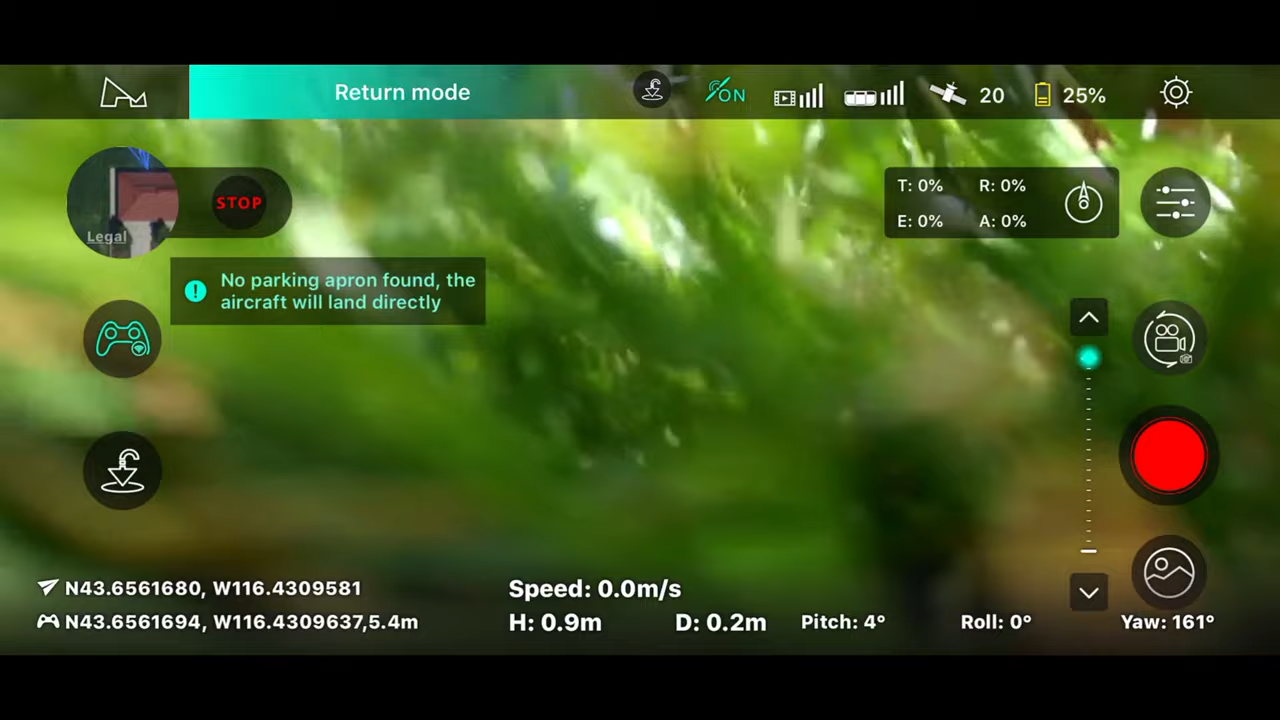 Return mode
ON
20
25%
Legal
STOP
T: 0% R: 0%
E: 0% A: 0%
No parking apron found, the
aircraft will land directly
N43.6561680, W116.4309581
Speed: 0.0m/s
N43.6561694, W116.4309637,5.4m
H: 0.9m D: 0.2m Pitch: 4° Roll: 0° Yaw: 161°